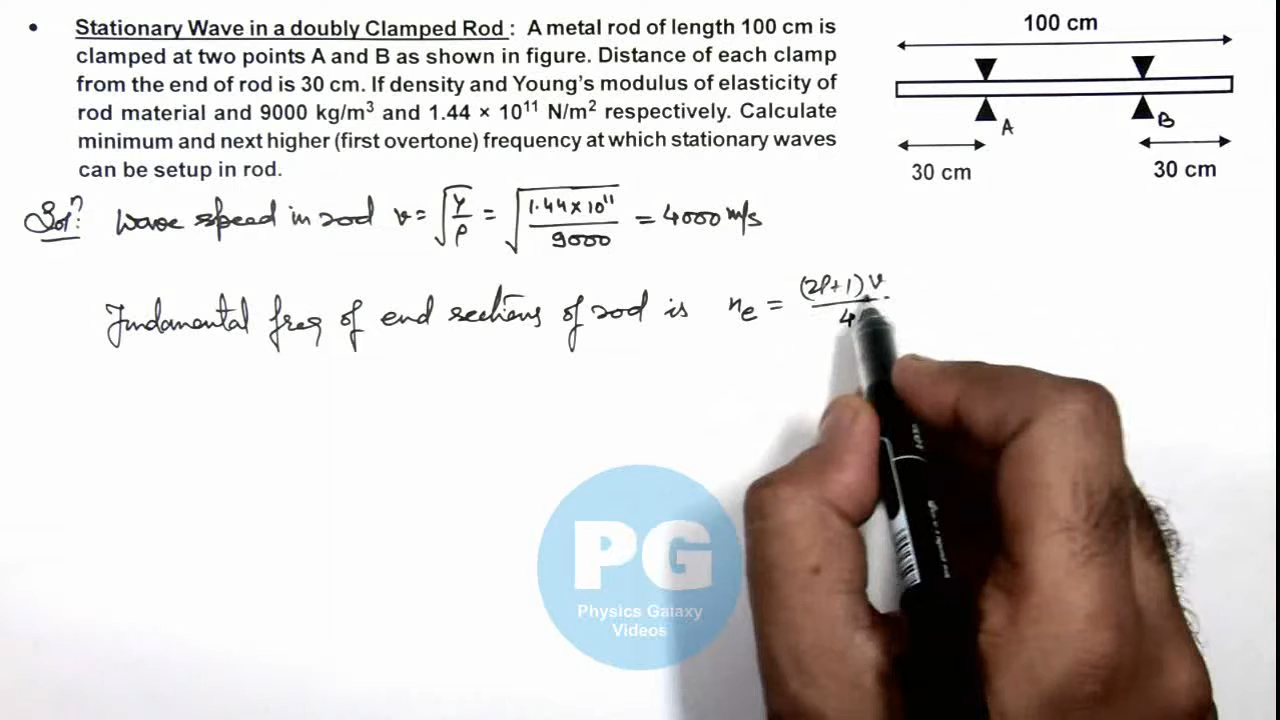 • Stationary Wave in a doubly Clamped Rod : A metal rod of length 100 cm is
clamped at two points A and B as shown in figure. Distance of each clamp
from the end of rod is 30 cm. If density and Young's modulus of elasticity of
rod material and 9000 kg/m³ and 1.44 × 10¹¹ N/m² respectively. Calculate
minimum and next higher (first overtone) frequency at which stationary waves
can be setup in rod.
100 cm
A
B
30 cm
30 cm
Solⁿ: Wave speed in rod v = √(Y/ρ) = √(1.44×10¹¹/9000) = 4000 m/s
Fundamental freq of end sections of rod is nₑ = (2p+1)v / 4
PG
Physics Galaxy
Videos